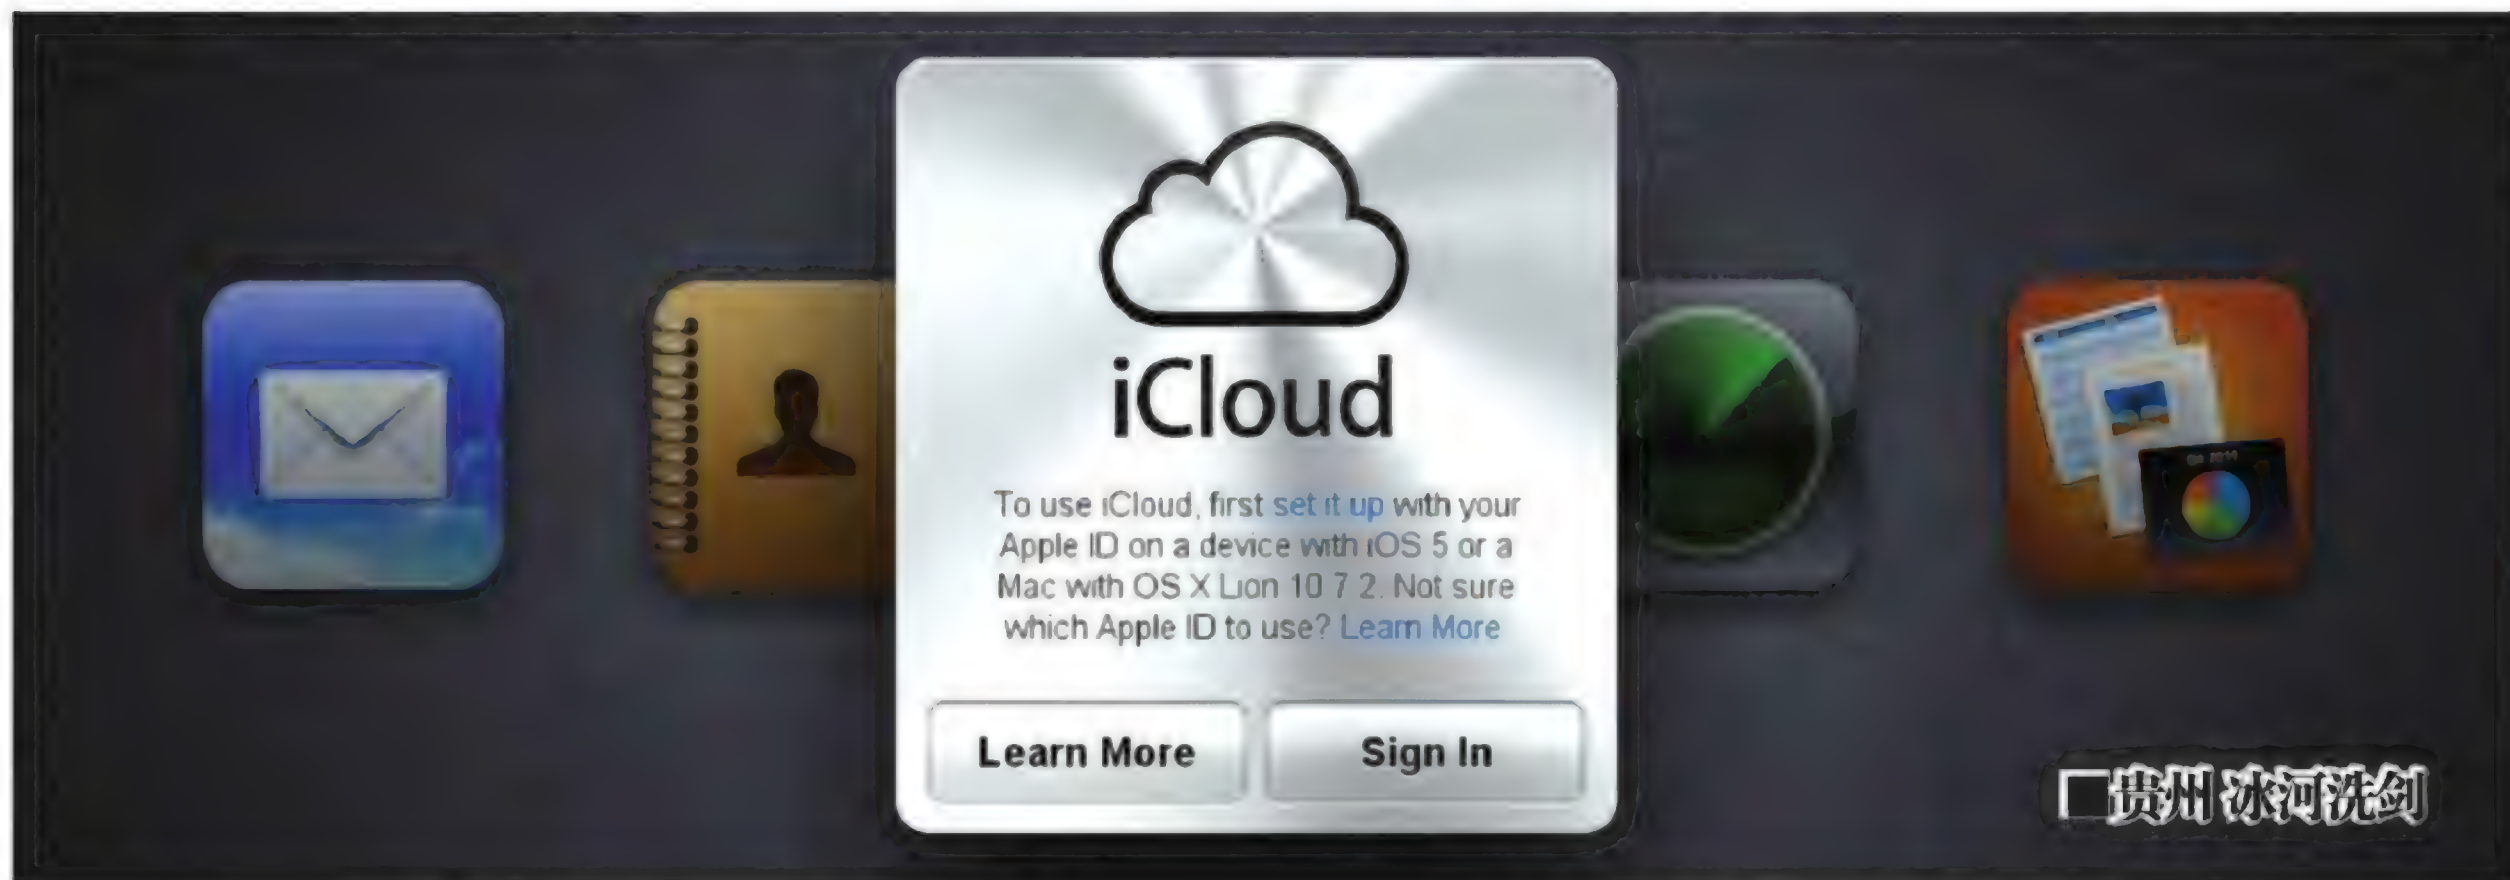 iCloud
To use iCloud, first set it up with your
Apple ID on a device with iOS 5 or a
Mac with OS X Lion 10 7 2. Not sure
which Apple ID to use? Learn More
Learn More
Sign In
□贵州 冰河洗剑